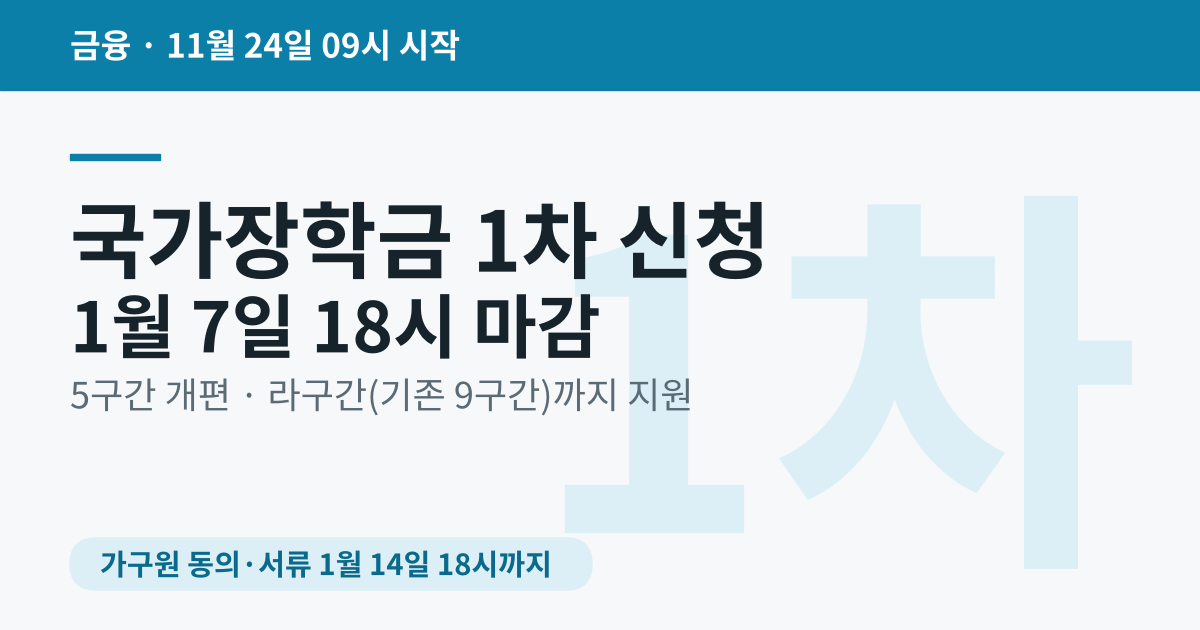 금융 · 11월 24일 09시 시작
국가장학금 1차 신청
1월 7일 18시 마감
5구간 개편 · 라구간(기존 9구간)까지 지원
1차
가구원 동의·서류 1월 14일 18시까지